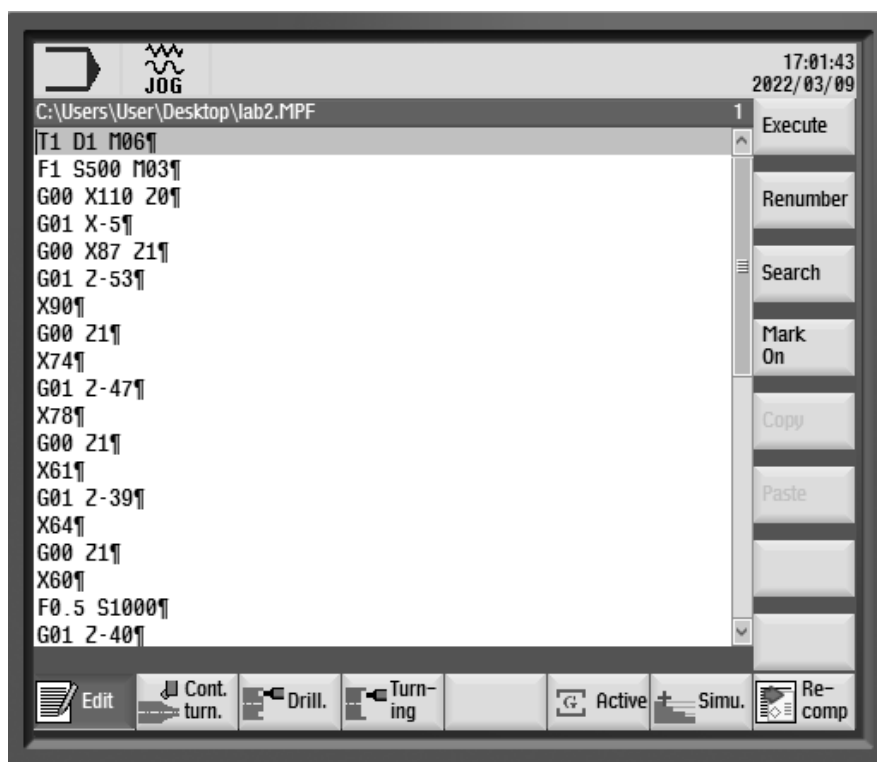 JOG
17:01:43
2022/03/09
C:\Users\User\Desktop\lab2.MPF 1
T1 D1 M06¶
F1 S500 M03¶
G00 X110 Z0¶
G01 X-5¶
G00 X87 Z1¶
G01 Z-53¶
X90¶
G00 Z1¶
X74¶
G01 Z-47¶
X78¶
G00 Z1¶
X61¶
G01 Z-39¶
X64¶
G00 Z1¶
X60¶
F0.5 S1000¶
G01 Z-40¶
Execute
Renumber
Search
Mark
On
Copy
Paste
Edit
Cont.
turn.
Drill.
Turn-
ing
G
Active
Simu.
Re-
comp